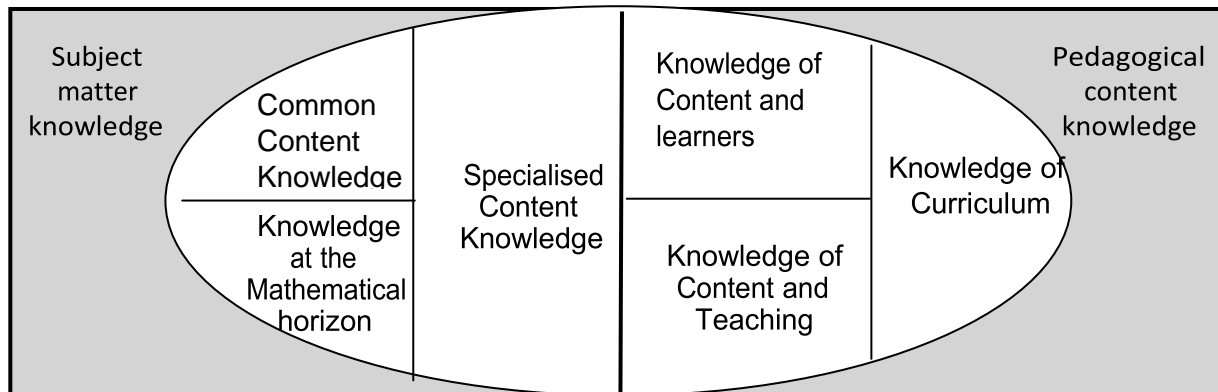 Subject
matter
knowledge
Common
Content
Knowledge
Knowledge
at the
Mathematical
horizon
Specialised
Content
Knowledge
Knowledge of
Content and
learners
Knowledge of
Content and
Teaching
Knowledge of
Curriculum
Pedagogical
content
knowledge